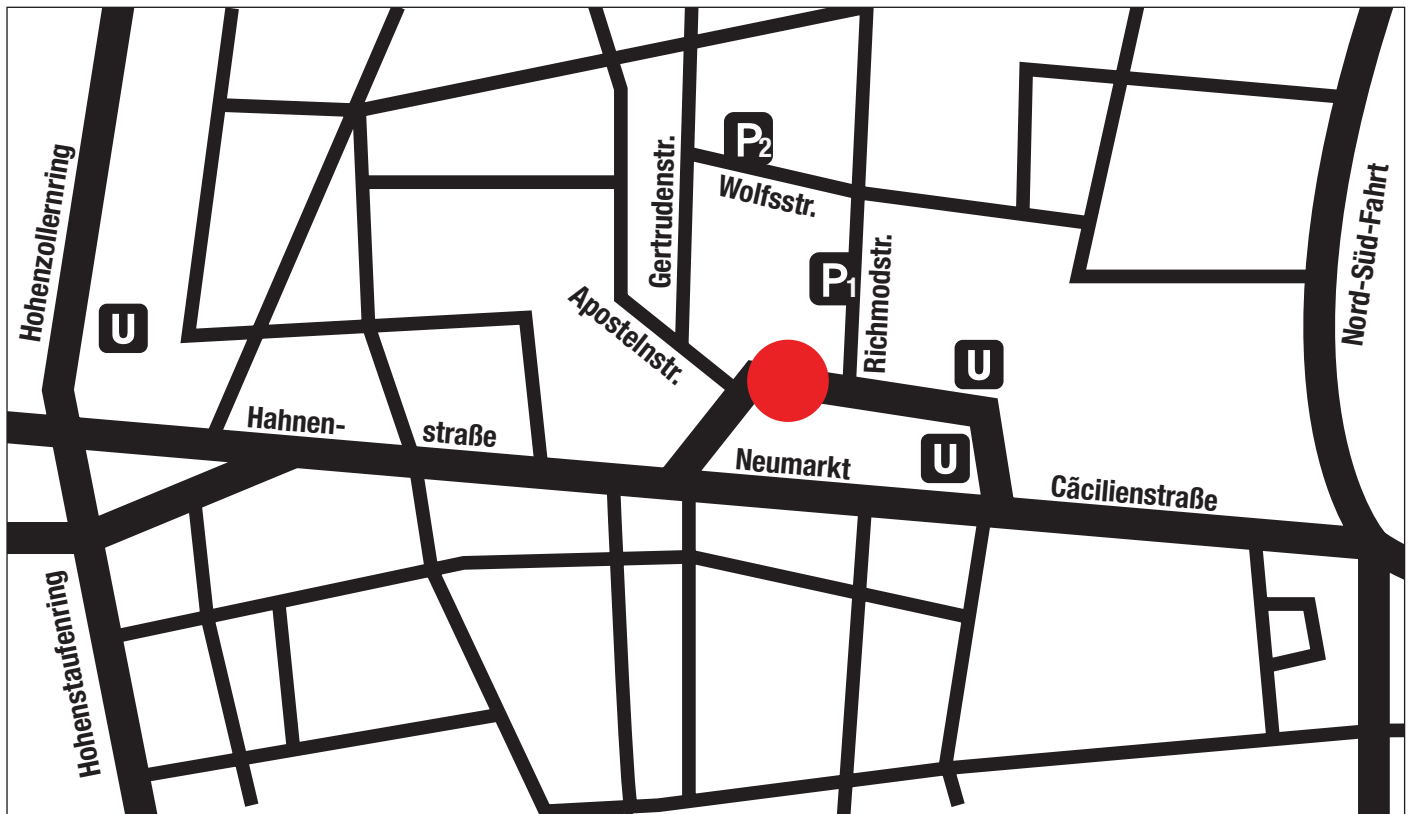 P2
Wolfsstr.
Gertrudenstr.
Hohenzollernring
Nord-Süd-Fahrt
P1
Richmodstr.
U
Apostelnstr.
U
Hahnen-
straße
Neumarkt
U
Cãcilienstraße
Hohenstaufenring